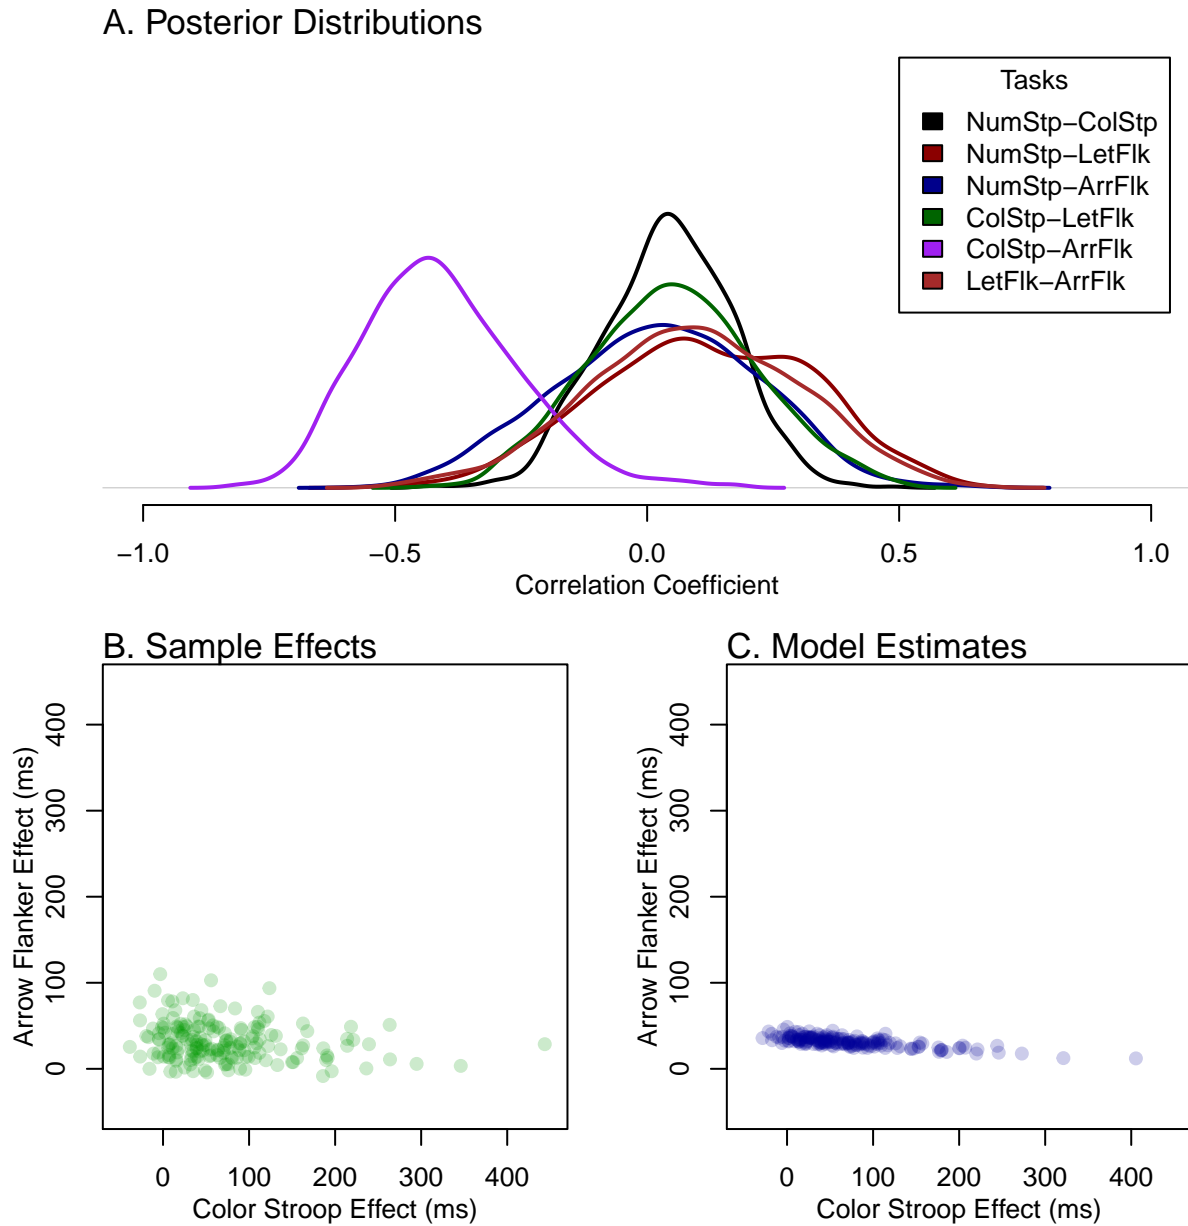 A. Posterior Distributions
Tasks
NumStp−ColStp
NumStp−LetFlk
NumStp−ArrFlk
ColStp−LetFlk
ColStp−ArrFlk
LetFlk−ArrFlk
−1.0 −0.5 0.0 0.5 1.0
Correlation Coefficient
B. Sample Effects
Arrow Flanker Effect (ms)
400
300
200
100
0
0 100 200 300 400
Color Stroop Effect (ms)
C. Model Estimates
Arrow Flanker Effect (ms)
400
300
200
100
0
0 100 200 300 400
Color Stroop Effect (ms)